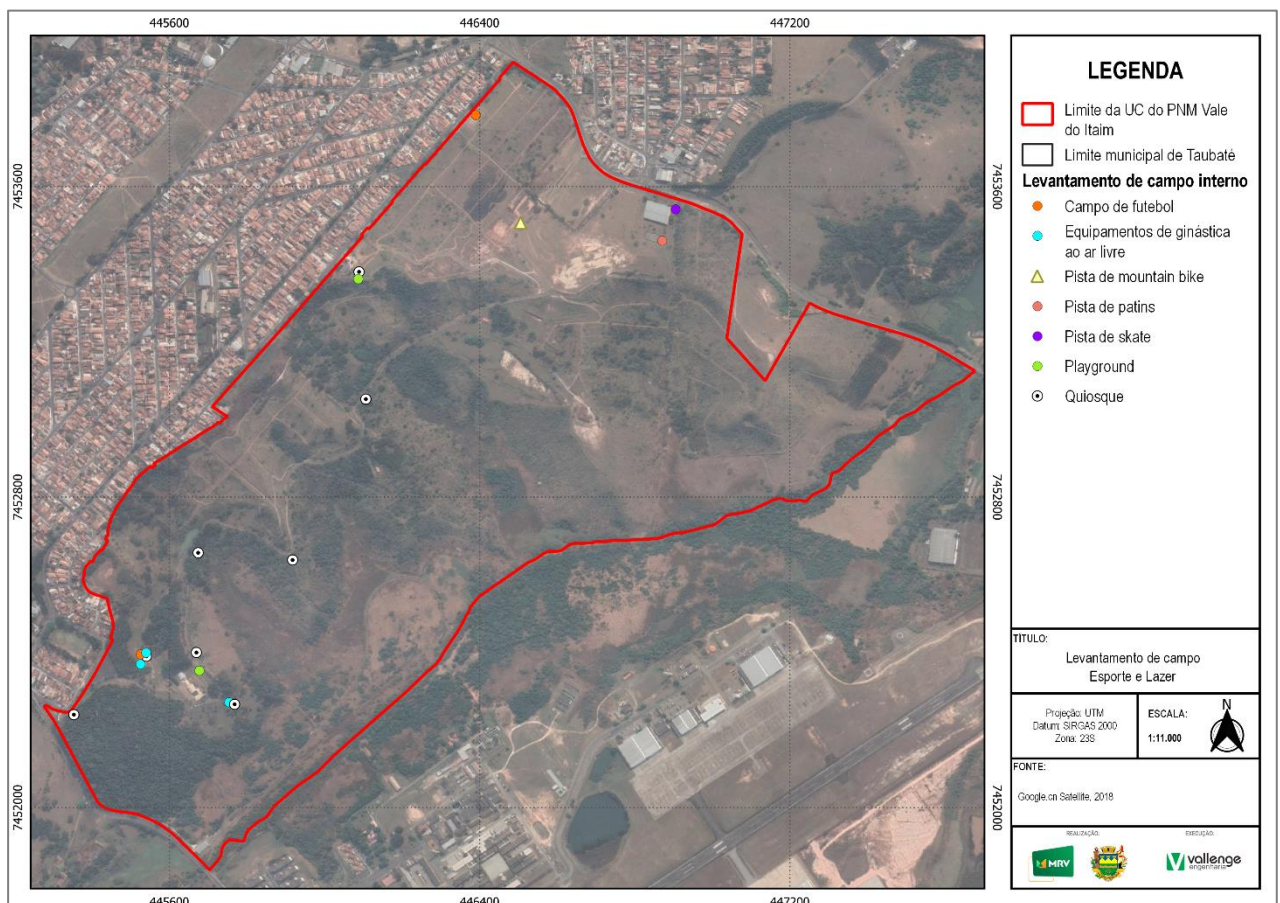 445600
446400
447200
7453600
7453600
7452800
7452800
7452000
7452000
445600
446400
447200
LEGENDA
Limite da UC do PNM Vale
do Itaim
Limite municipal de Taubaté
Levantamento de campo interno
Campo de futebol
Equipamentos de ginástica
ao ar livre
Pista de mountain bike
Pista de patins
Pista de skate
Playground
Quiosque
TÍTULO:
Levantamento de campo
Esporte e Lazer
Projeção: UTM
Datum: SIRGAS 2000
Zona: 23S
ESCALA:
1:11.000
N
FONTE:
Google.cn Satellite, 2018
REALIZAÇÃO:
EXECUÇÃO:
MRV
vallenge
engenharia